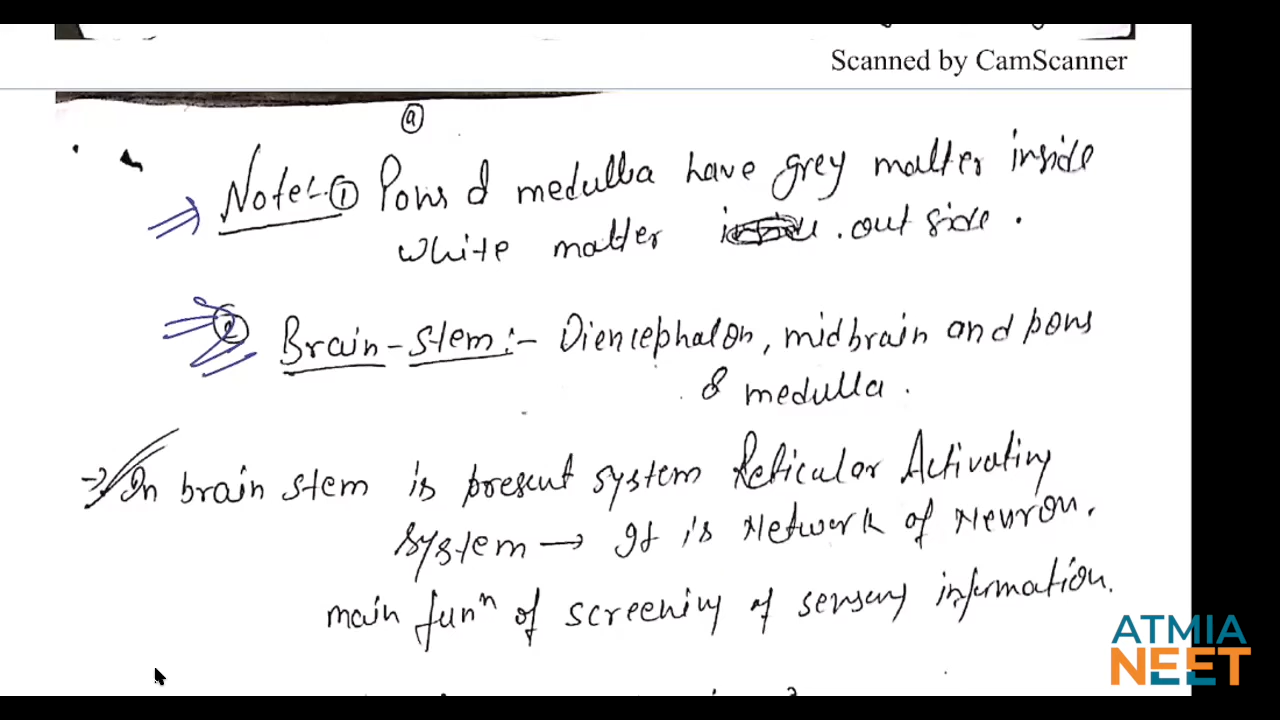 Scanned by CamScanner
ⓐ
Note:- ① Pons & medulla have grey matter inside
white matter . out side .
② Brain-stem :- Diencephalon, midbrain and pons
& medulla .
→ In brain stem is present system Reticular Activating
System → It is Network of Neuron.
main funⁿ of screening of sensory information.
ATMIA
NEET